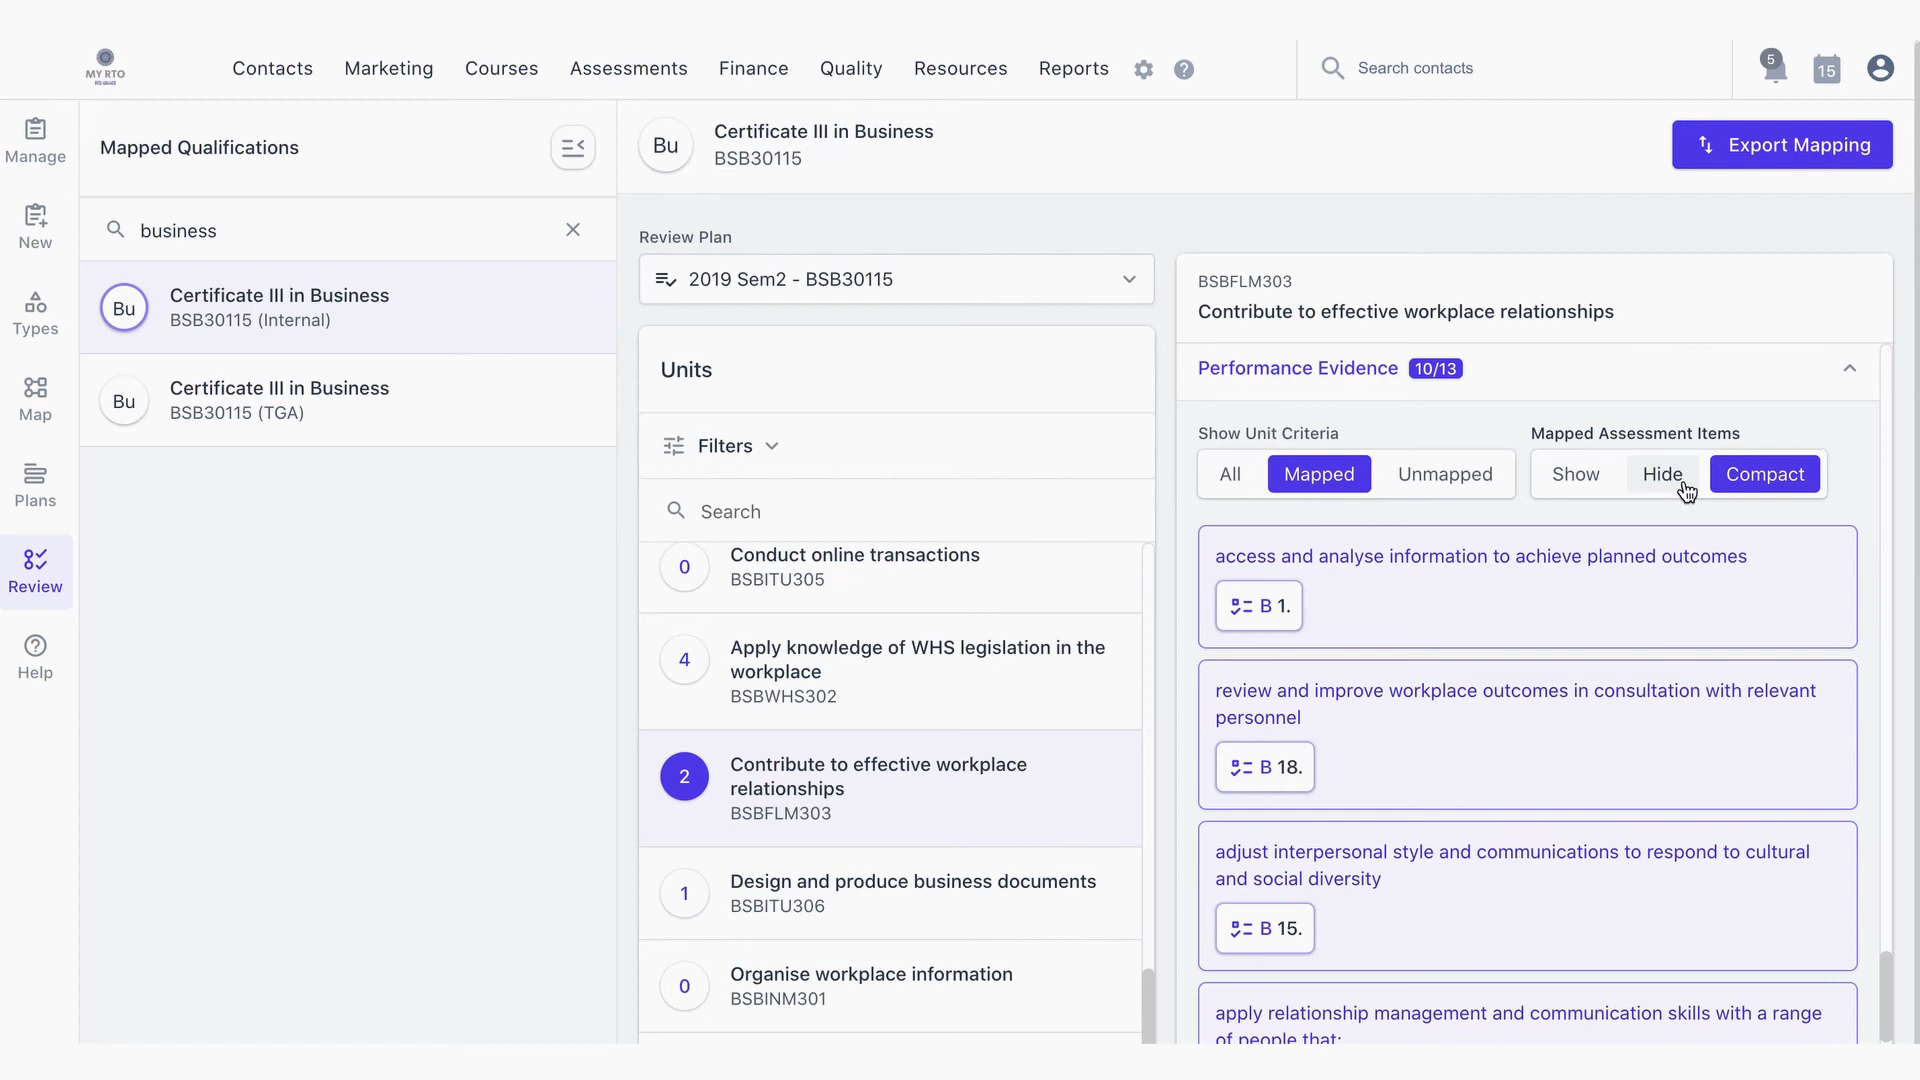 MY RTO
Contacts
Marketing
Courses
Assessments
Finance
Quality
Resources
Reports
Search contacts
5
15
Manage
New
Types
Map
Plans
Review
Help
Mapped Qualifications
business
Bu
Certificate III in Business
BSB30115 (Internal)
Bu
Certificate III in Business
BSB30115 (TGA)
Bu
Certificate III in Business
BSB30115
Export Mapping
Review Plan
2019 Sem2 - BSB30115
Units
Filters
Search
0
Conduct online transactions
BSBITU305
4
Apply knowledge of WHS legislation in the
workplace
BSBWHS302
2
Contribute to effective workplace
relationships
BSBFLM303
1
Design and produce business documents
BSBITU306
0
Organise workplace information
BSBINM301
BSBFLM303
Contribute to effective workplace relationships
Performance Evidence 10/13
Show Unit Criteria
All
Mapped
Unmapped
Mapped Assessment Items
Show
Hide
Compact
access and analyse information to achieve planned outcomes
B 1.
review and improve workplace outcomes in consultation with relevant
personnel
B 18.
adjust interpersonal style and communications to respond to cultural
and social diversity
B 15.
apply relationship management and communication skills with a range
of people that: